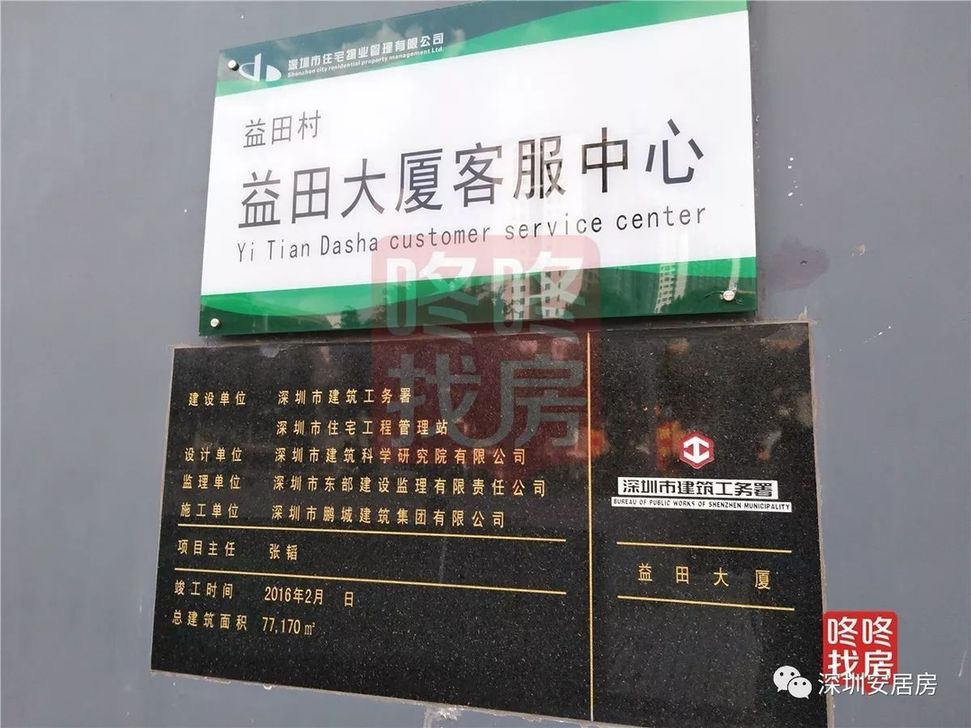 深圳市住宅物业管理有限公司
Shenzhen city residential property management Ltd.
益田村
益田大厦客服中心
Yi Tian Dasha customer service center
咚咚
找房
建设单位 深圳市建筑工务署
深圳市住宅工程管理站
设计单位 深圳市建筑科学研究院有限公司
监理单位 深圳市东部建设监理有限责任公司
施工单位 深圳市鹏城建筑集团有限公司
项目主任 张韬
竣工时间 2016年2月 日
总建筑面积 77,170㎡
深圳市建筑工务署
BUREAU OF PUBLIC WORKS OF SHENZHEN MUNICIPALITY
益田大厦
咚咚
找房
深圳安居房